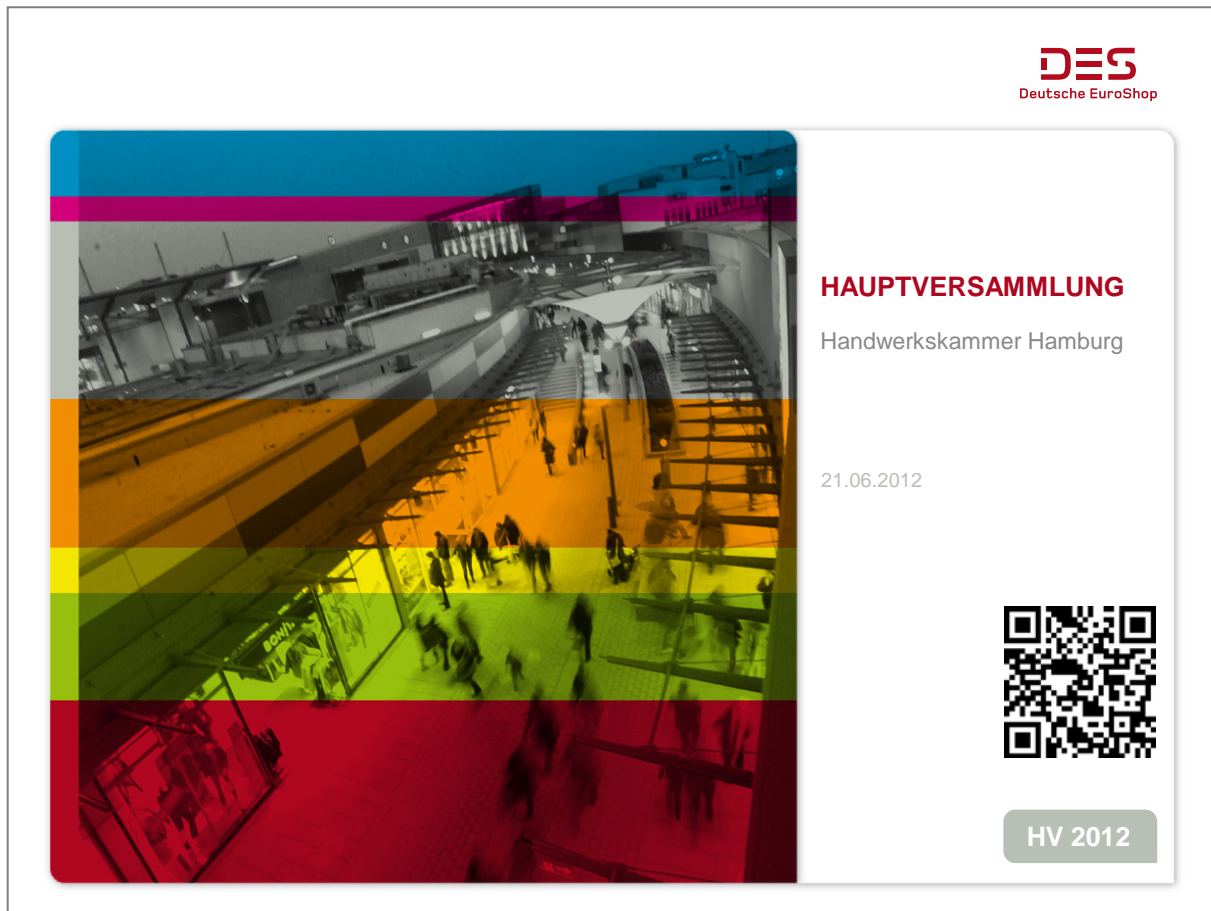 DES
Deutsche EuroShop
HAUPTVERSAMMLUNG
Handwerkskammer Hamburg
21.06.2012
HV 2012